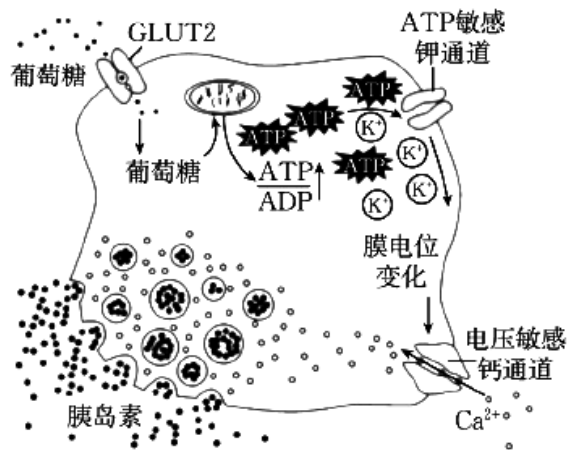 GLUT2
ATP敏感
钾通道
葡萄糖
ATP
ATP
ATP
K⁺
ATP
K⁺
葡萄糖
ATP
ADP
K⁺
K⁺
膜电位
变化
电压敏感
钙通道
胰岛素
Ca²⁺